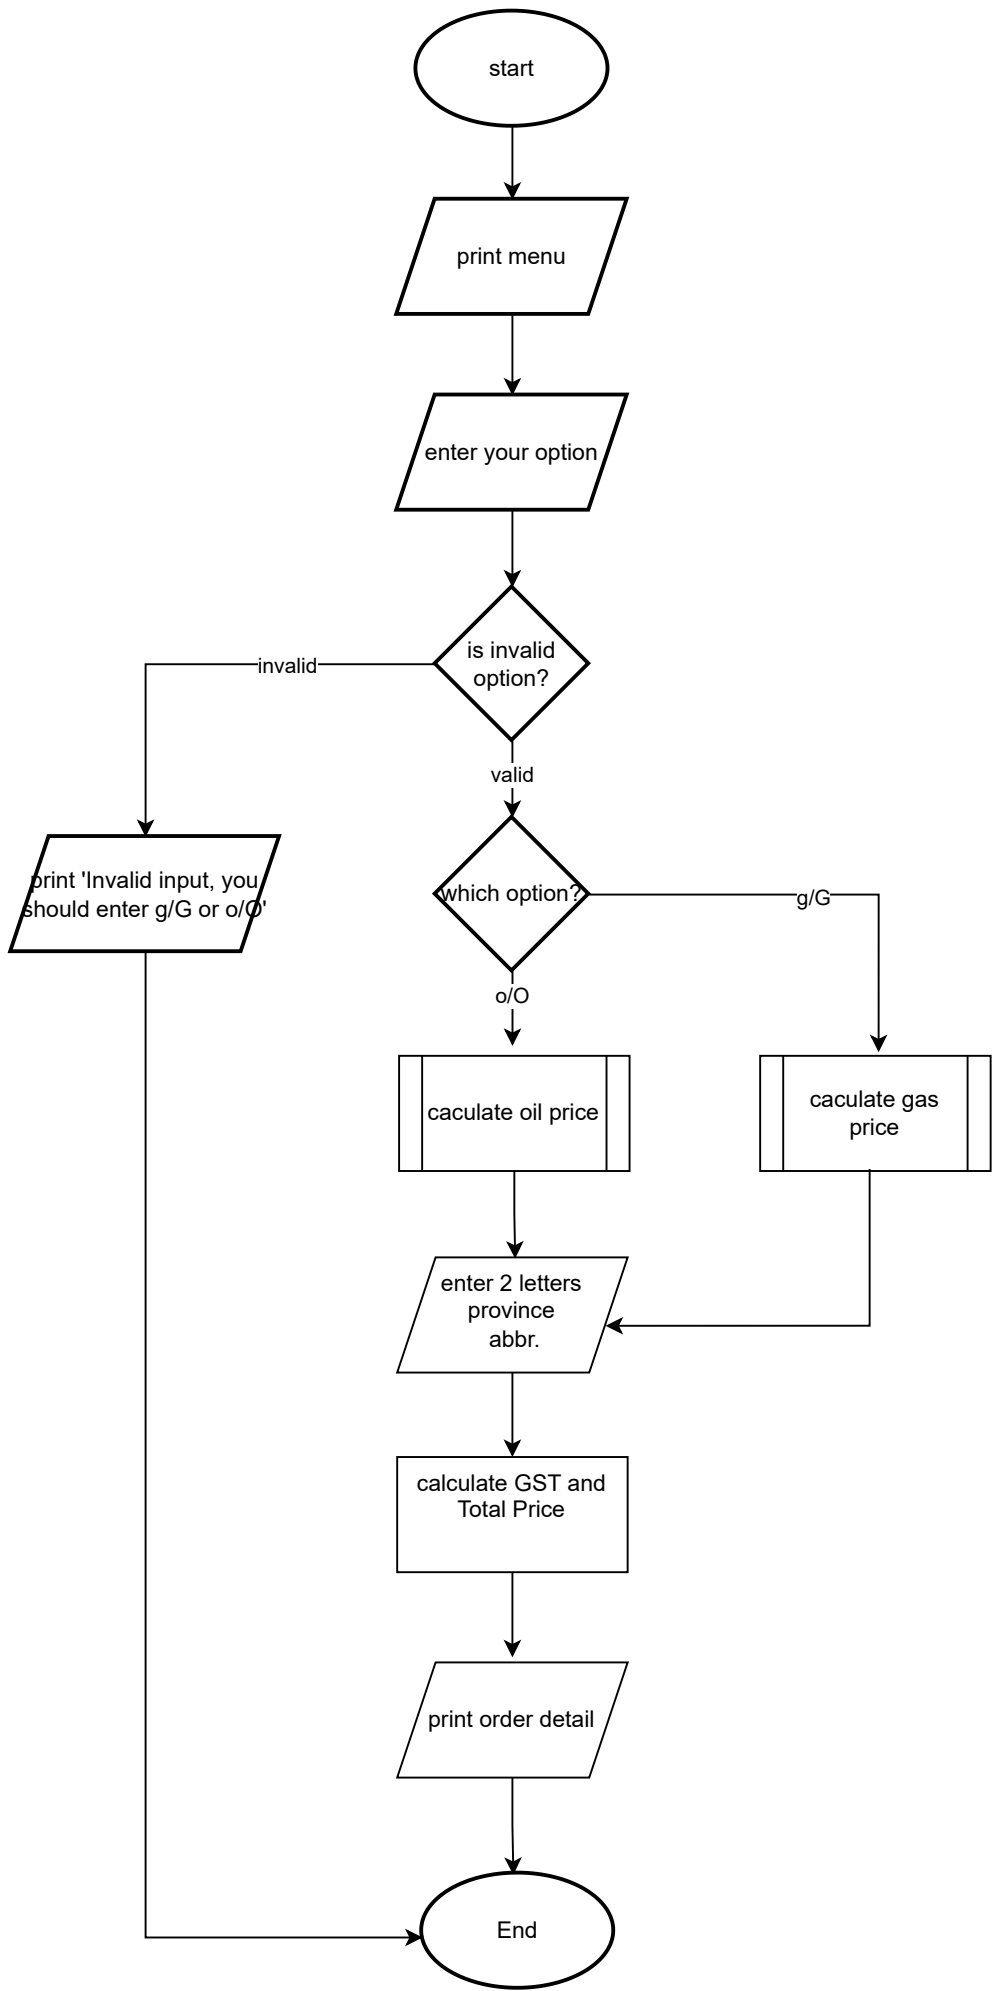 start
print menu
enter your option
is invalid
option?
invalid
valid
print 'Invalid input, you
should enter g/G or o/O'
which option?
g/G
o/O
caculate oil price
caculate gas
price
enter 2 letters
province
abbr.
calculate GST and
Total Price
print order detail
End